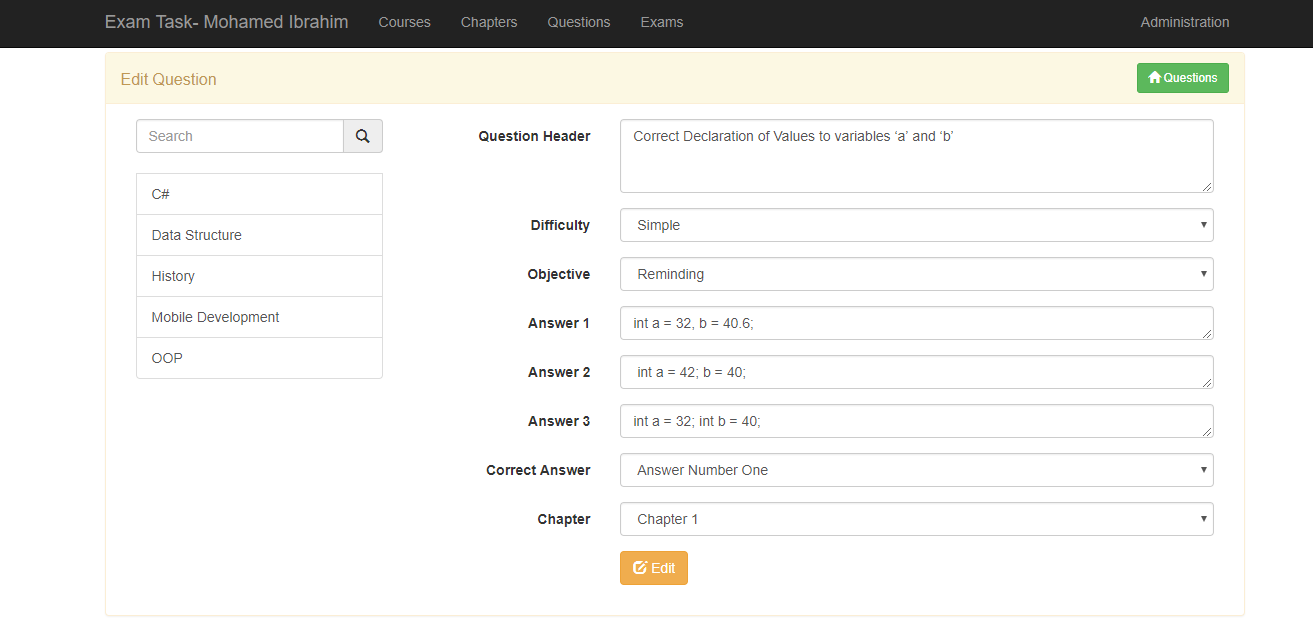 Exam Task- Mohamed Ibrahim Courses Chapters Questions Exams Administration
Edit Question Questions
Search
C#
Data Structure
History
Mobile Development
OOP
Question Header Correct Declaration of Values to variables ‘a’ and ‘b’
Difficulty Simple
Objective Reminding
Answer 1 int a = 32, b = 40.6;
Answer 2 int a = 42; b = 40;
Answer 3 int a = 32; int b = 40;
Correct Answer Answer Number One
Chapter Chapter 1
Edit